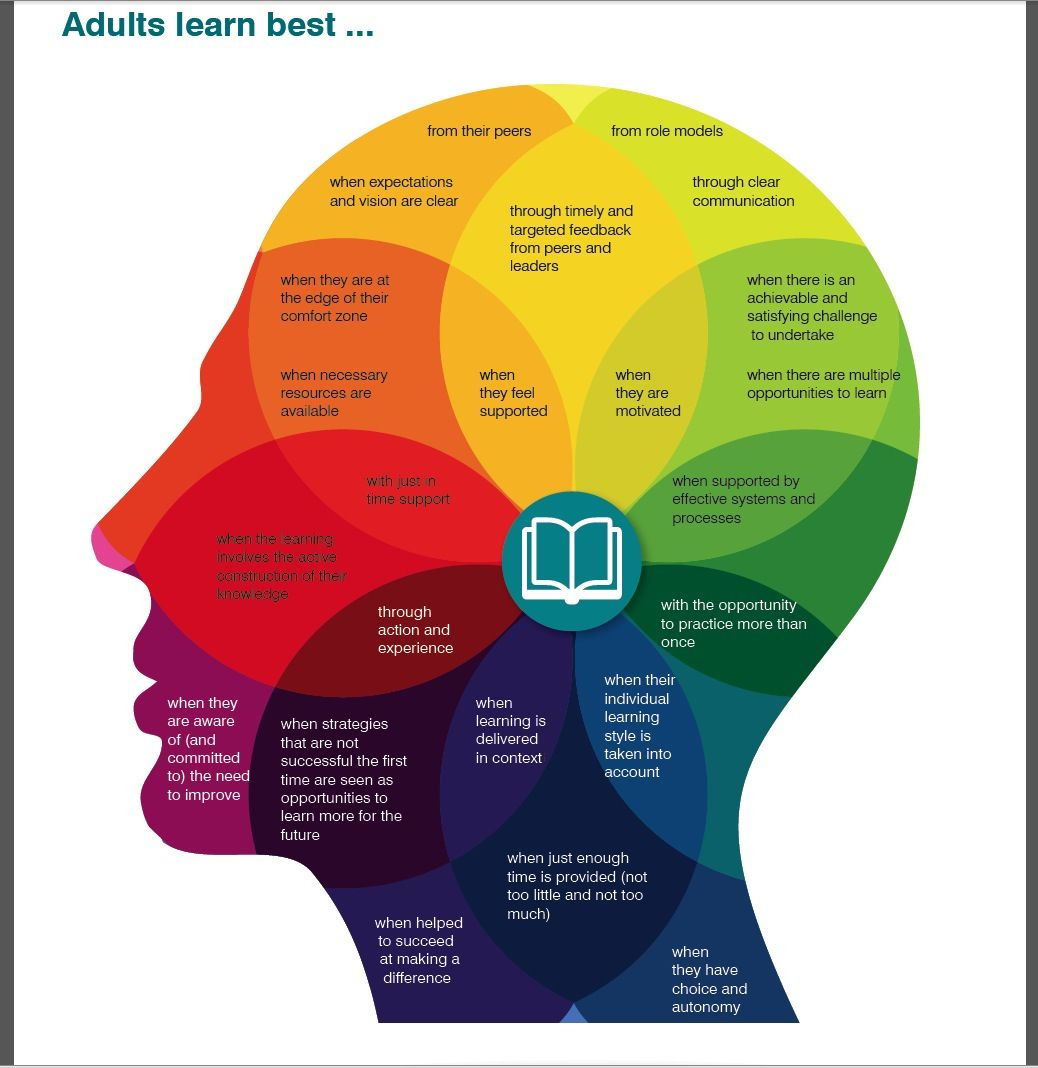 Adults learn best ...
from their peers
from role models
when expectations
and vision are clear
through clear
communication
through timely and
targeted feedback
from peers and
leaders
when they are at
the edge of their
comfort zone
when there is an
achievable and
satisfying challenge
to undertake
when necessary
resources are
available
when
they feel
supported
when
they are
motivated
when there are multiple
opportunities to learn
with just in
time support
when supported by
effective systems and
processes
when the learning
involves the active
construction of their
knowledge
through
action and
experience
with the opportunity
to practice more than
once
when they
are aware
of (and
committed
to) the need
to improve
when strategies
that are not
successful the first
time are seen as
opportunities to
learn more for the
future
when
learning is
delivered
in context
when their
individual
learning
style is
taken into
account
when just enough
time is provided (not
too little and not too
much)
when helped
to succeed
at making a
difference
when
they have
choice and
autonomy